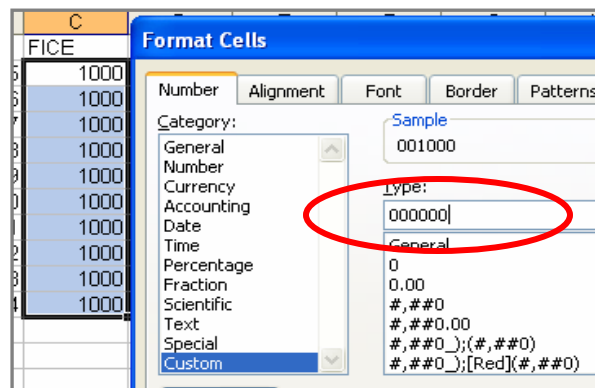 C
FICE
1000
1000
1000
1000
1000
1000
1000
1000
1000
1000
Format Cells
Number Alignment Font Border Patterns
Category:
General
Number
Currency
Accounting
Date
Time
Percentage
Fraction
Scientific
Text
Special
Custom
Sample
001000
Type:
000000
General
0
0.00
#,##0
#,##0.00
#,##0_);(#,##0)
#,##0_);[Red](#,##0)